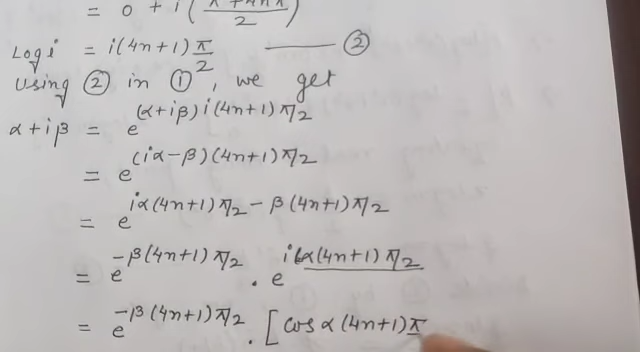 = 0 + i(π+4nπ/2)
Log i = i(4n+1)π/2 —— ②
Using ② in ①, we get
α+iβ = e^(α+iβ)i(4n+1)π/2
= e^(iα-β)(4n+1)π/2
= e^iα(4n+1)π/2-β(4n+1)π/2
= e^-β(4n+1)π/2 . e^i(α(4n+1)π/2
= e^-β(4n+1)π/2 . [cos α(4n+1)π